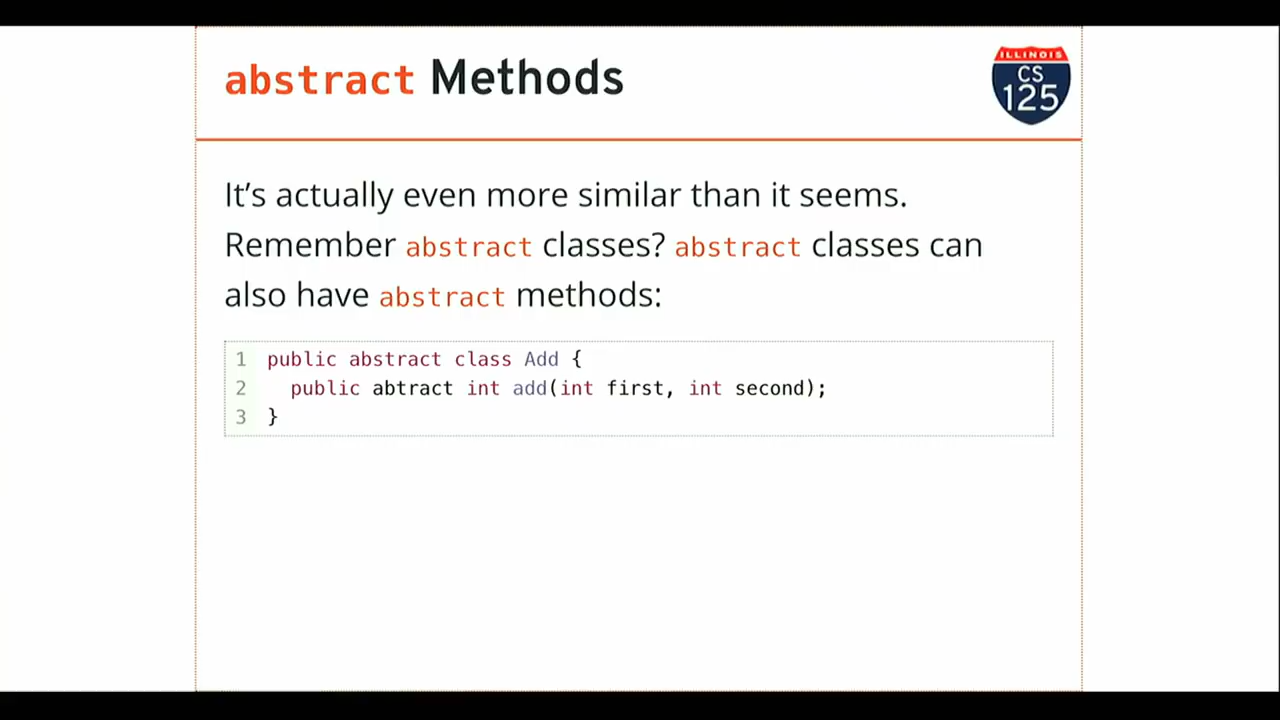 abstract Methods
ILLINOIS
CS
125
It's actually even more similar than it seems.
Remember abstract classes? abstract classes can
also have abstract methods:
1 public abstract class Add {
2   public abtract int add(int first, int second);
3 }